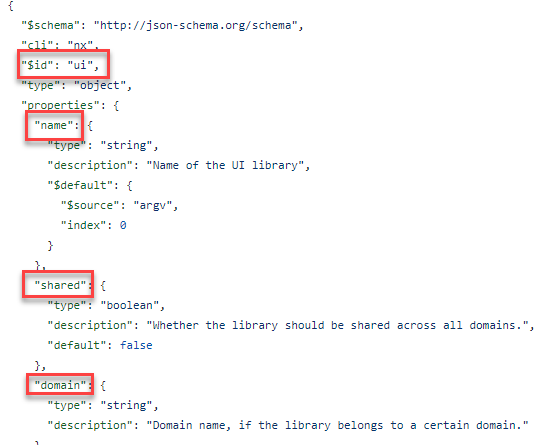 {
"$schema": "http://json-schema.org/schema",
"cli": "nx",
"$id": "ui",
"type": "object",
"properties": {
"name": {
"type": "string",
"description": "Name of the UI library",
"$default": {
"$source": "argv",
"index": 0
}
},
"shared": {
"type": "boolean",
"description": "Whether the library should be shared across all domains.",
"default": false
},
"domain": {
"type": "string",
"description": "Domain name, if the library belongs to a certain domain."
}